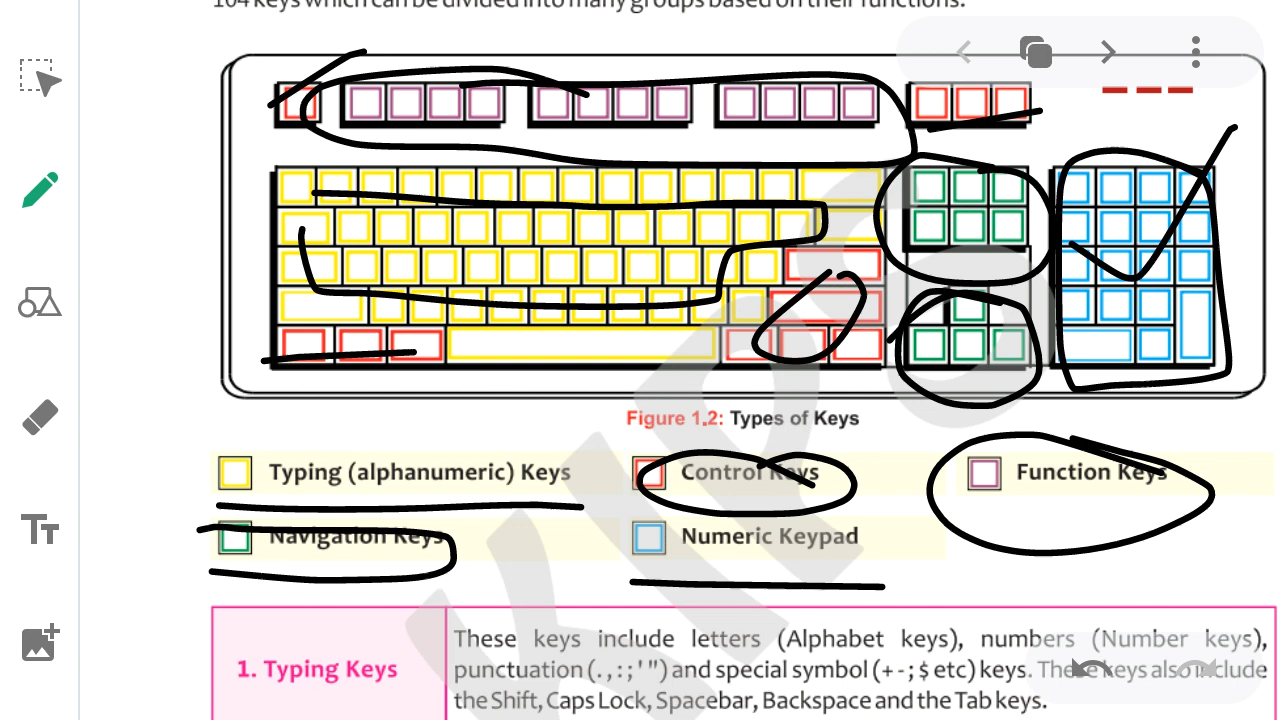 104 keys which can be divided into many groups based on their functions.
Figure 1.2: Types of Keys
Typing (alphanumeric) Keys
Control Keys
Function Keys
Navigation Keys
Numeric Keypad
1. Typing Keys
These keys include letters (Alphabet keys), numbers (Number keys),
punctuation (.,:;'") and special symbol (+-;$ etc) keys. These keys also include
the Shift, Caps Lock, Spacebar, Backspace and the Tab keys.
KIPS
Tт